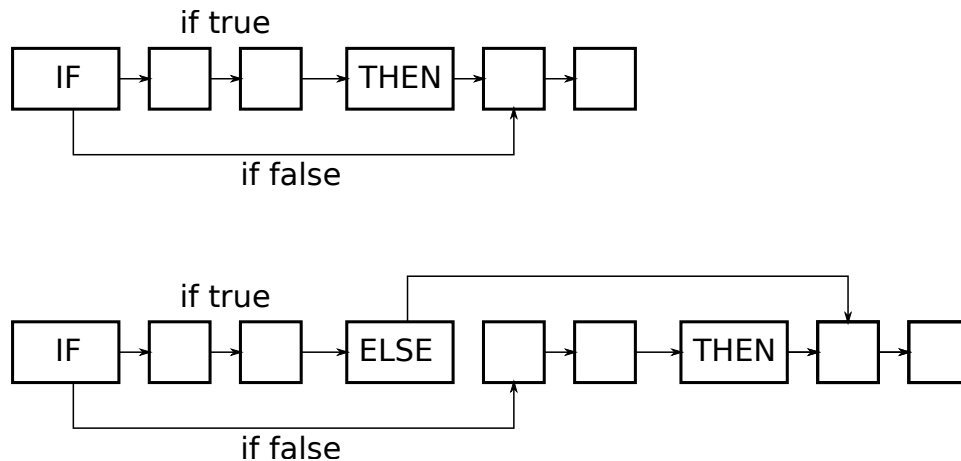 if true
IF THEN
if false
if true
IF ELSE THEN
if false